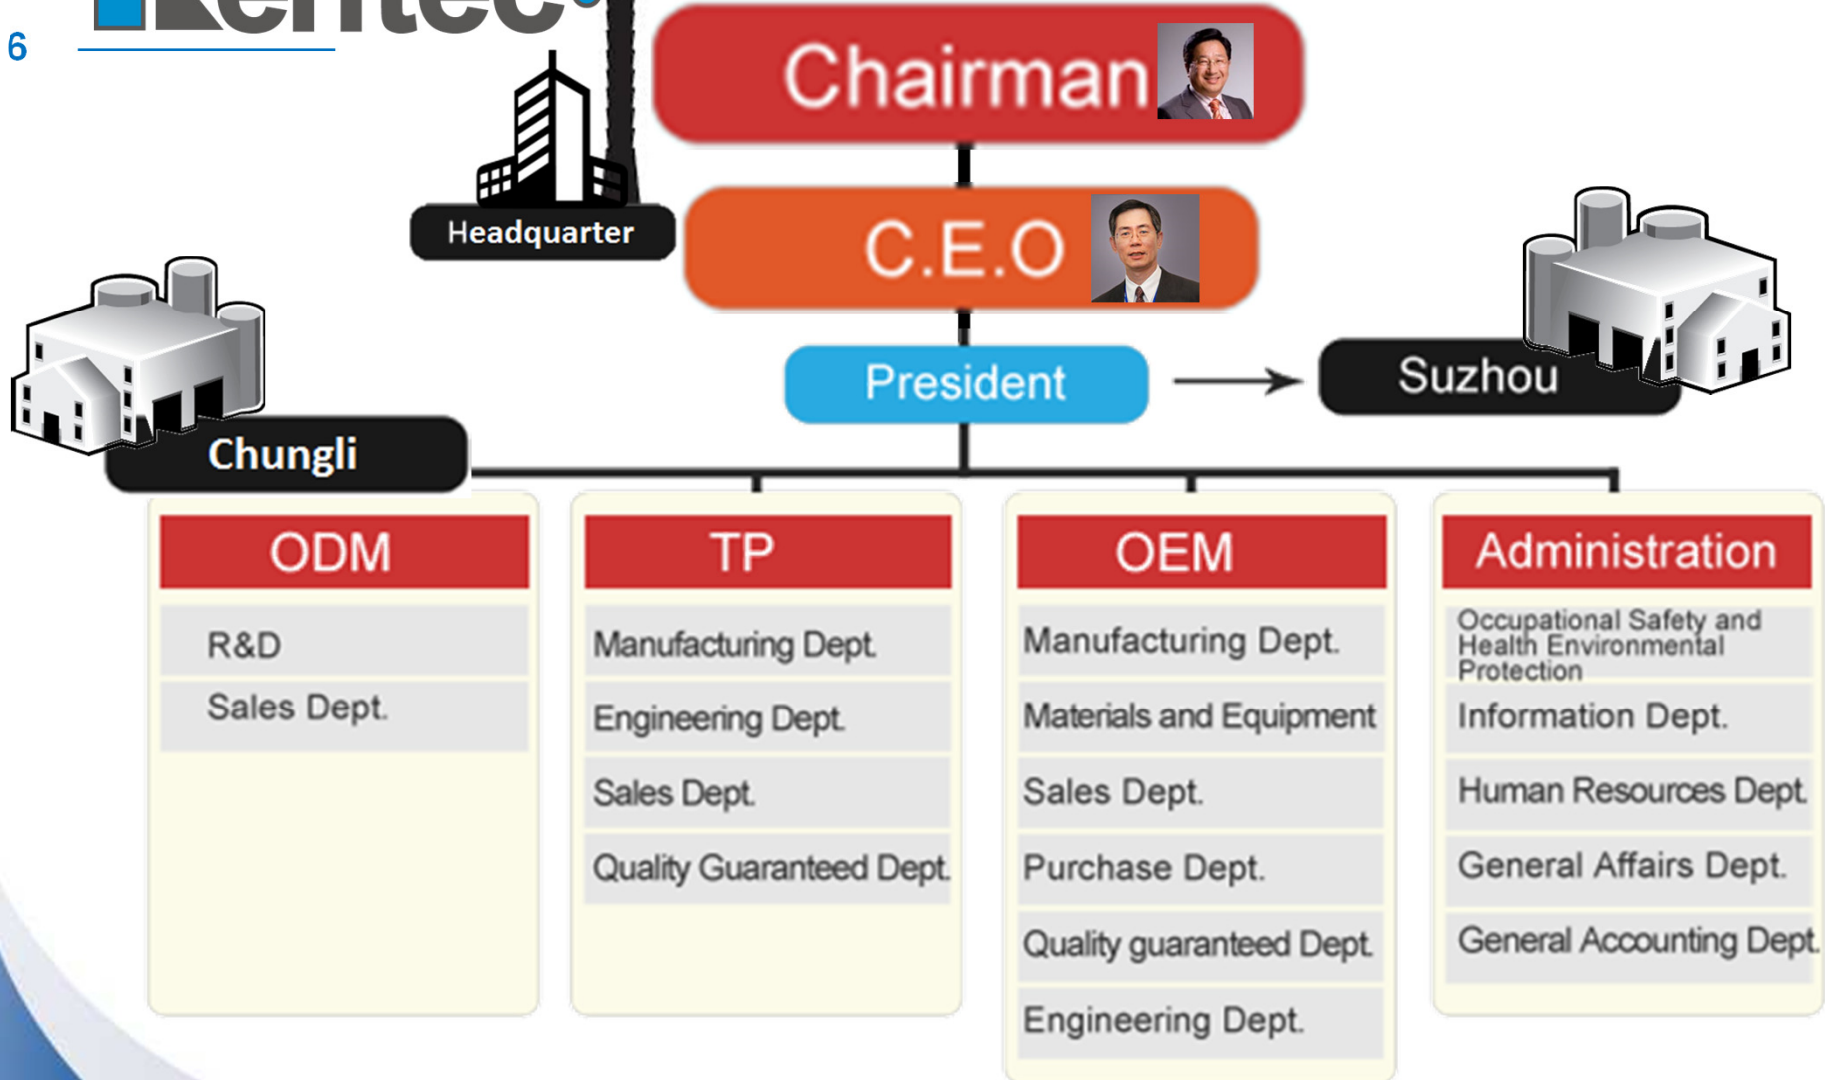 6
Chairman
Headquarter
C.E.O
President
Suzhou
Chungli
ODM
R&D
Sales Dept.
TP
Manufacturing Dept.
Engineering Dept.
Sales Dept.
Quality Guaranteed Dept.
OEM
Manufacturing Dept.
Materials and Equipment
Sales Dept.
Purchase Dept.
Quality guaranteed Dept.
Engineering Dept.
Administration
Occupational Safety and
Health Environmental
Protection
Information Dept.
Human Resources Dept.
General Affairs Dept.
General Accounting Dept.